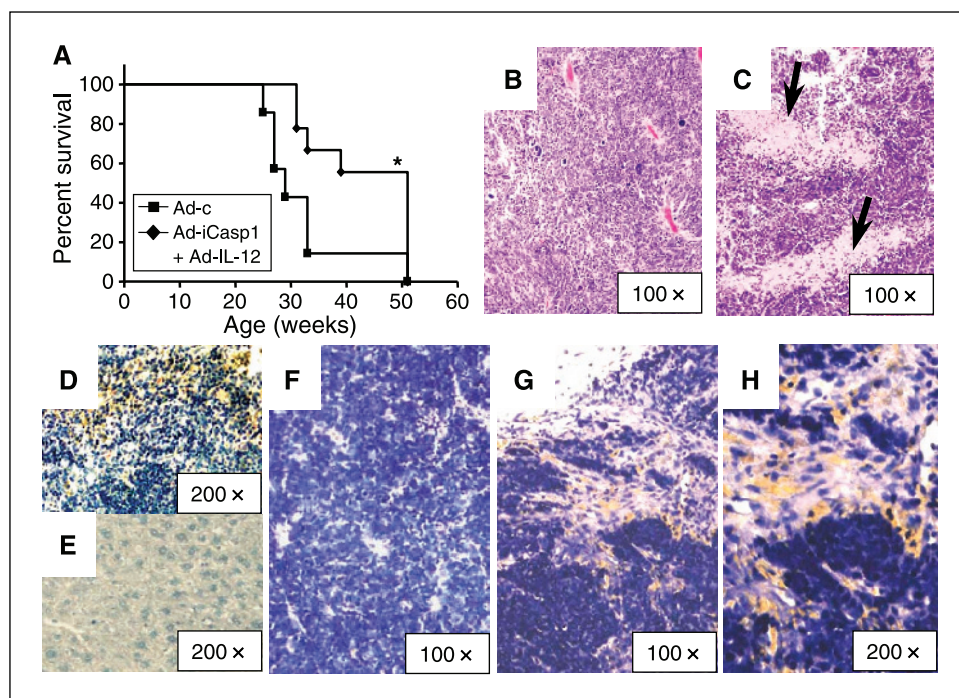 A
B
C
100
80
60
40
20
0
Percent survival
*
Ad-c
Ad-iCasp1
+ Ad-IL-12
0 10 20 30 40 50 60
Age (weeks)
100 ×
100 ×
D
F
G
H
200 ×
E
200 ×
100 ×
100 ×
200 ×